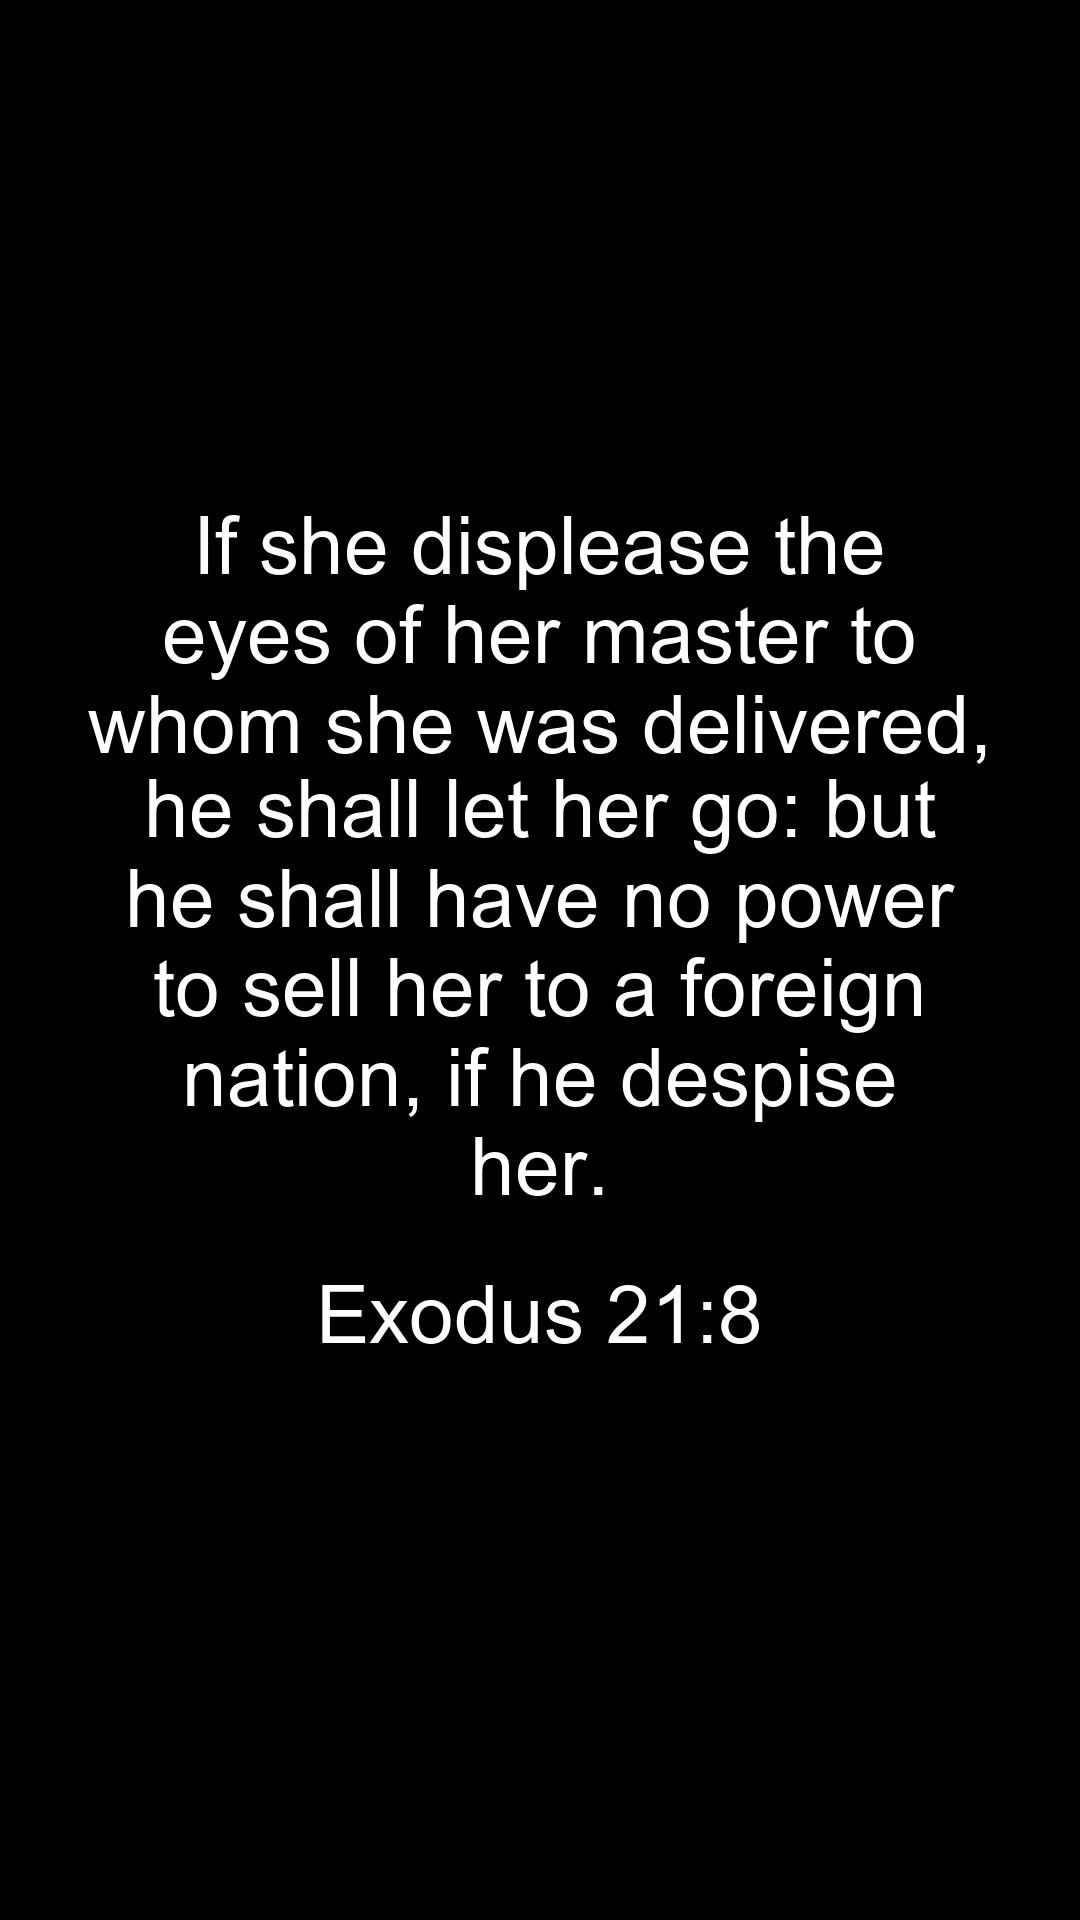 If she displease the
eyes of her master to
whom she was delivered,
he shall let her go: but
he shall have no power
to sell her to a foreign
nation, if he despise
her.
Exodus 21:8